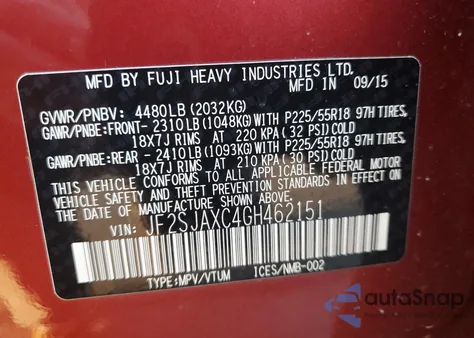 MFD BY FUJI HEAVY INDUSTRIES LTD.
MFD IN 09/15
GVWR/PNBV: 4480LB (2032KG)
GAWR/PNBE:FRONT- 2310LB (1048KG) WITH P225/55R18 97H TIRES,
18X7J RIMS AT 220 KPA (32 PSI) COLD
GAWR/PNBE:REAR - 2410LB (1093KG) WITH P225/55R18 97H TIRES,
18X7J RIMS AT 210 KPA (30 PSI) COLD
THIS VEHICLE CONFORMS TO ALL APPLICABLE FEDERAL MOTOR
VEHICLE SAFETY AND THEFT PREVENTION STANDARDS IN EFFECT ON THE
DATE OF MANUFACTURE SHOWN ABOVE.
VIN: JF2SJAXC4GH462151
TYPE:MPV/VTUM ICES/NMB-002
autoSnap